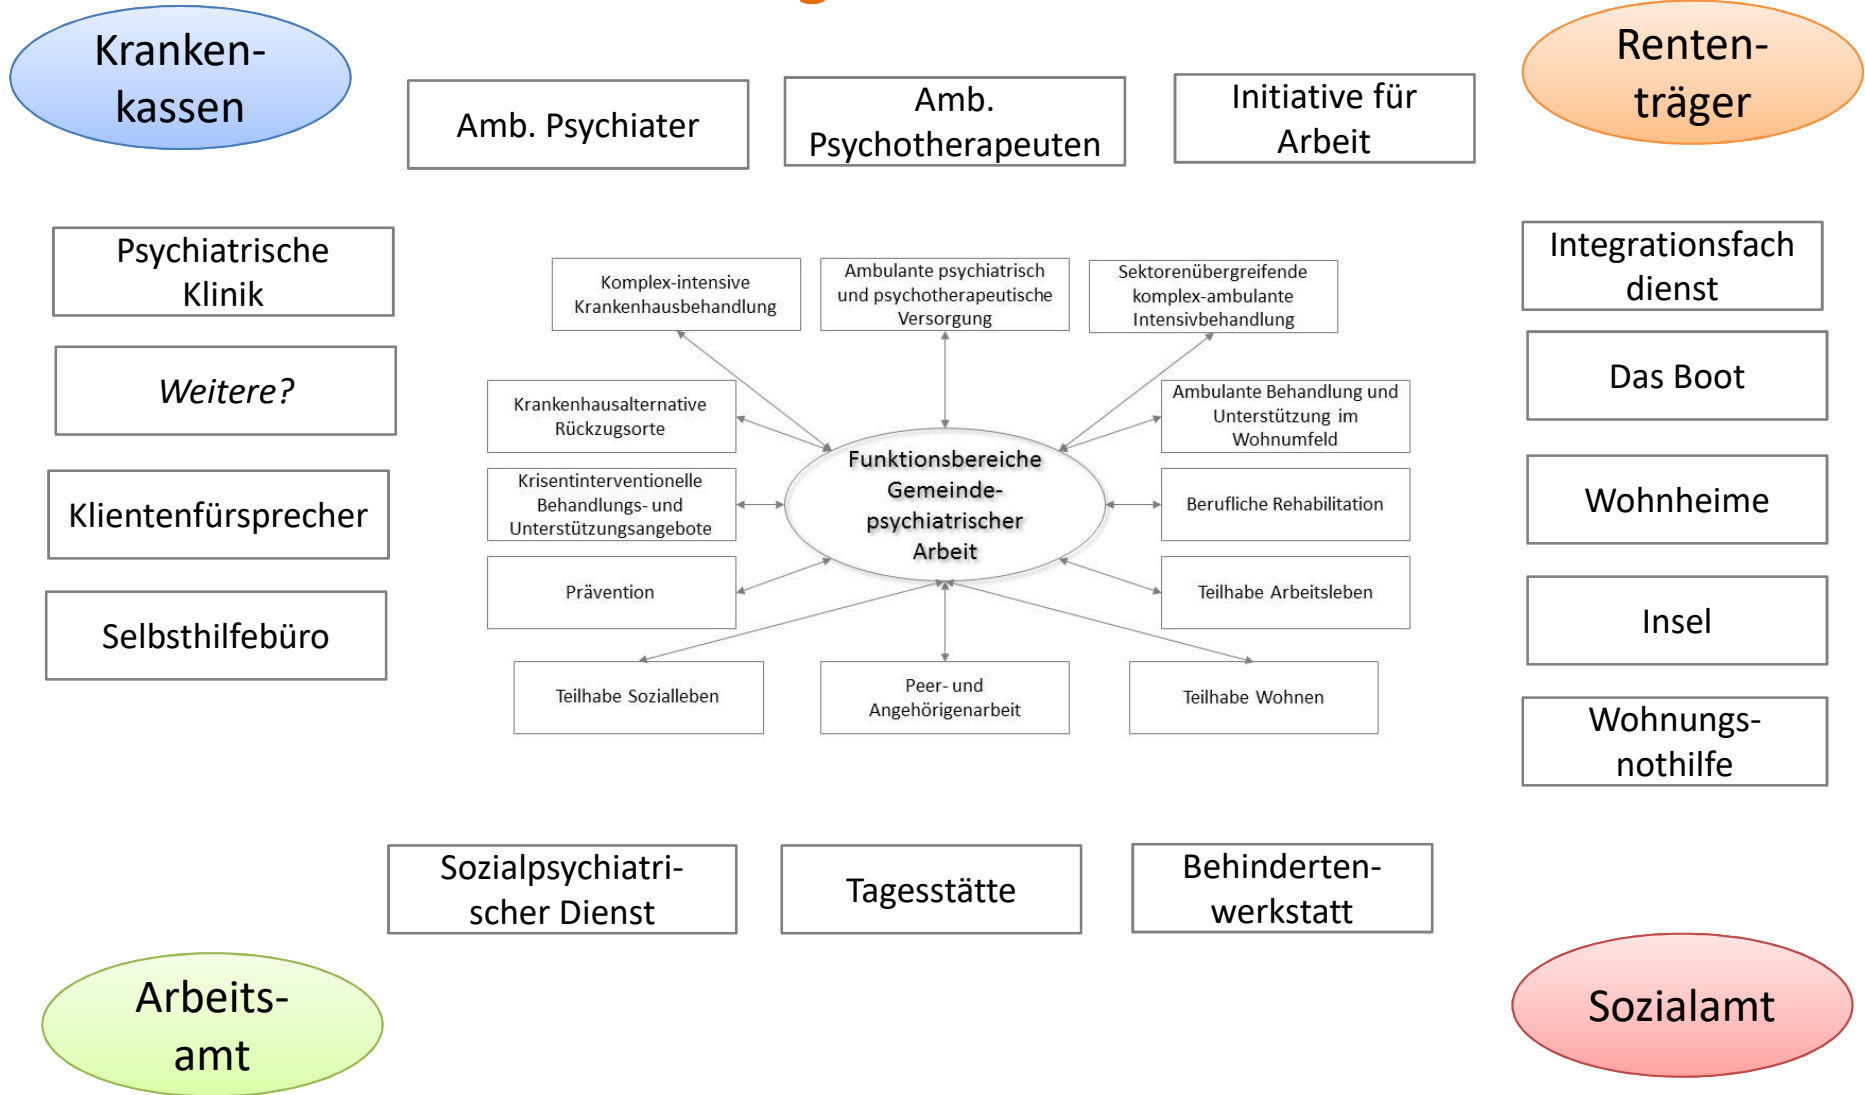 Kranken-
kassen
Amb. Psychiater
Amb.
Psychotherapeuten
Initiative für
Arbeit
Renten-
träger
Psychiatrische
Klinik
Weitere?
Klientenfürsprecher
Selbsthilfebüro
Komplex-intensive
Krankenhausbehandlung
Ambulante psychiatrisch
und psychotherapeutische
Versorgung
Sektorenübergreifende
komplex-ambulante
Intensivbehandlung
Krankenhausalternative
Rückzugsorte
Ambulante Behandlung und
Unterstützung im
Wohnumfeld
Krisentinterventionelle
Behandlungs- und
Unterstützungsangebote
Funktionsbereiche
Gemeinde-
psychiatrischer
Arbeit
Berufliche Rehabilitation
Prävention
Teilhabe Arbeitsleben
Teilhabe Sozialleben
Peer- und
Angehörigenarbeit
Teilhabe Wohnen
Integrationsfach
dienst
Das Boot
Wohnheime
Insel
Wohnungs-
nothilfe
Sozialpsychiatri-
scher Dienst
Tagesstätte
Behinderten-
werkstatt
Arbeits-
amt
Sozialamt